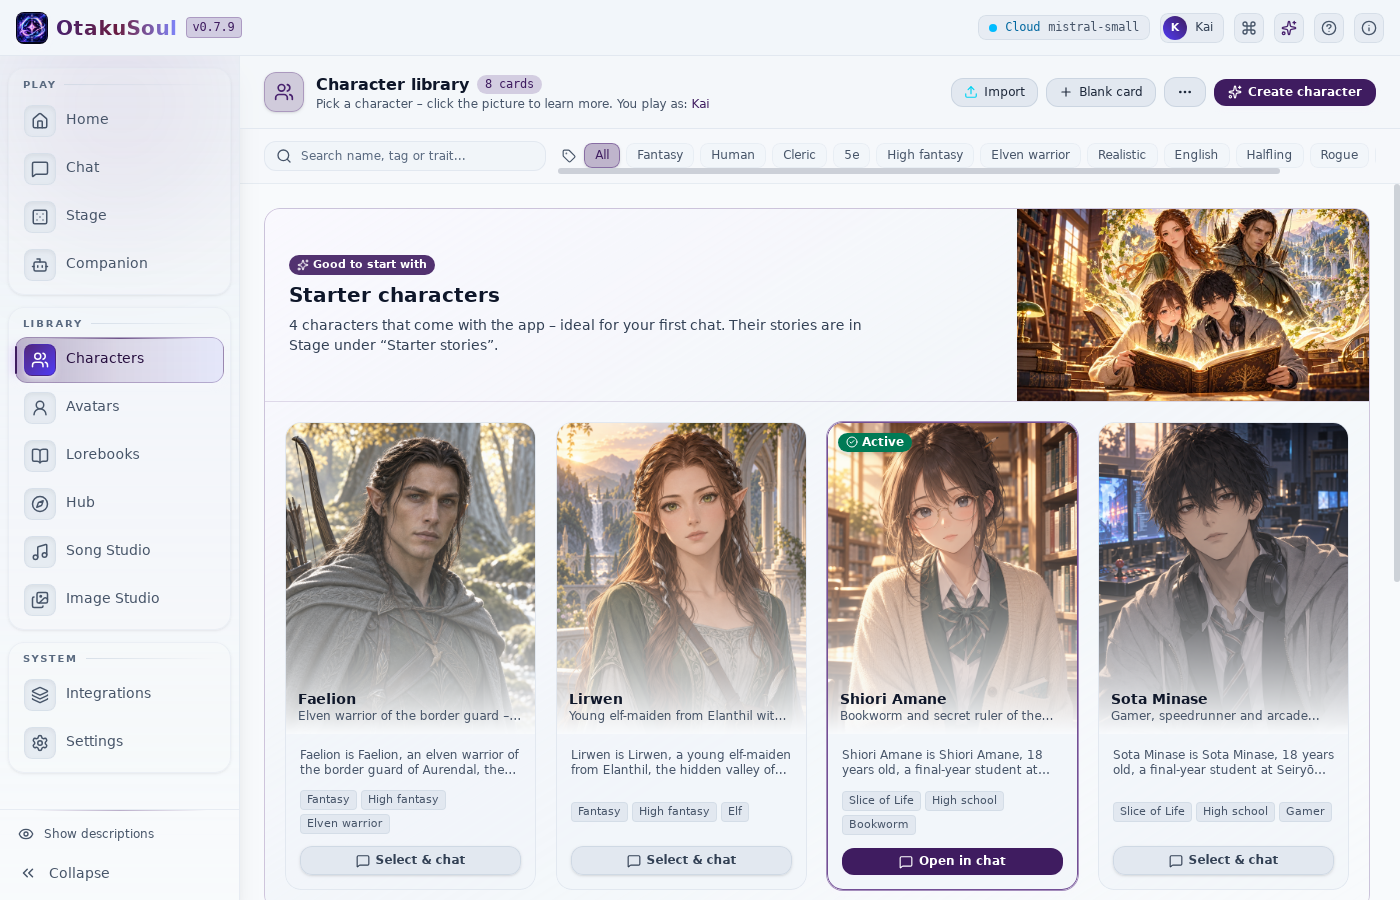 OtakuSoul v0.7.9
Cloud mistral-small
K Kai
PLAY
Home
Chat
Stage
Companion
LIBRARY
Characters
Avatars
Lorebooks
Hub
Song Studio
Image Studio
SYSTEM
Integrations
Settings
Show descriptions
Collapse
Character library 8 cards
Pick a character – click the picture to learn more. You play as: Kai
Import
Blank card
Create character
Search name, tag or trait...
All Fantasy Human Cleric 5e High fantasy Elven warrior Realistic English Halfling Rogue
Good to start with
Starter characters
4 characters that come with the app – ideal for your first chat. Their stories are in
Stage under “Starter stories”.
Faelion
Elven warrior of the border guard –...
Faelion is Faelion, an elven warrior of
the border guard of Aurendal, the...
Fantasy High fantasy
Elven warrior
Select & chat
Lirwen
Young elf-maiden from Elanthil wit...
Lirwen is Lirwen, a young elf-maiden
from Elanthil, the hidden valley of...
Fantasy High fantasy Elf
Select & chat
Active
Shiori Amane
Bookworm and secret ruler of the...
Shiori Amane is Shiori Amane, 18
years old, a final-year student at...
Slice of Life High school
Bookworm
Open in chat
Sota Minase
Gamer, speedrunner and arcade...
Sota Minase is Sota Minase, 18 years
old, a final-year student at Seiryō...
Slice of Life High school Gamer
Select & chat